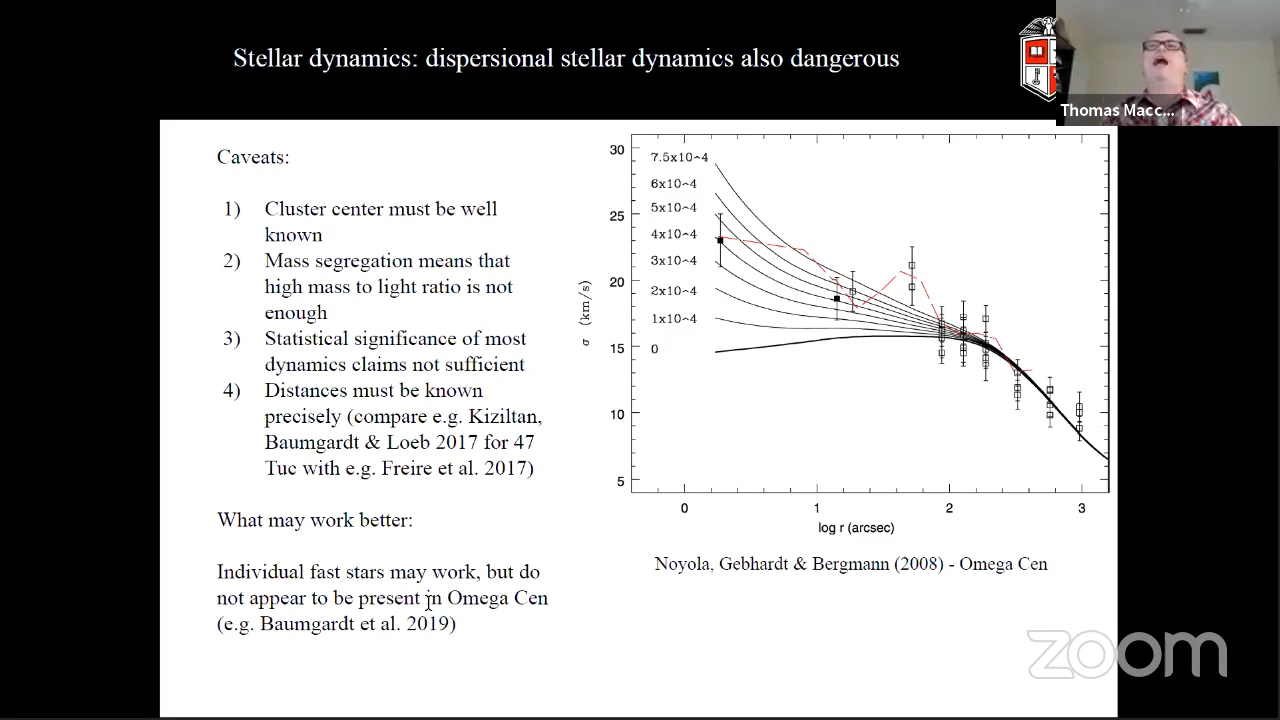 Stellar dynamics: dispersional stellar dynamics also dangerous
Thomas Macc...
Caveats:
1) Cluster center must be well
known
2) Mass segregation means that
high mass to light ratio is not
enough
3) Statistical significance of most
dynamics claims not sufficient
4) Distances must be known
precisely (compare e.g. Kiziltan,
Baumgardt & Loeb 2017 for 47
Tuc with e.g. Freire et al. 2017)
What may work better:
Individual fast stars may work, but do
not appear to be present in Omega Cen
(e.g. Baumgardt et al. 2019)
30
25
20
15
10
5
σ (km/s)
7.5x10^4
6x10^4
5x10^4
4x10^4
3x10^4
2x10^4
1x10^4
0
0 1 2 3
log r (arcsec)
Noyola, Gebhardt & Bergmann (2008) - Omega Cen
zoom